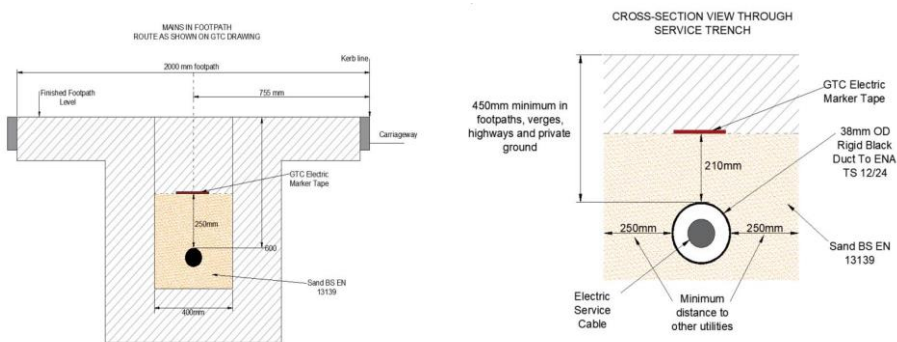 MAINS IN FOOTPATH
ROUTE AS SHOWN ON GTC DRAWING
Kerb line
2000 mm footpath
Finished Footpath
Level
755 mm
Carriageway
GTC Electric
Marker Tape
250mm
600
Sand BS EN
13139
400mm
CROSS-SECTION VIEW THROUGH
SERVICE TRENCH
GTC Electric
Marker Tape
450mm minimum in
footpaths, verges,
highways and private
ground
38mm OD
Rigid Black
Duct To ENA
TS 12/24
210mm
250mm
250mm
Sand BS EN
13139
Electric
Service
Cable
Minimum
distance to
other utilities